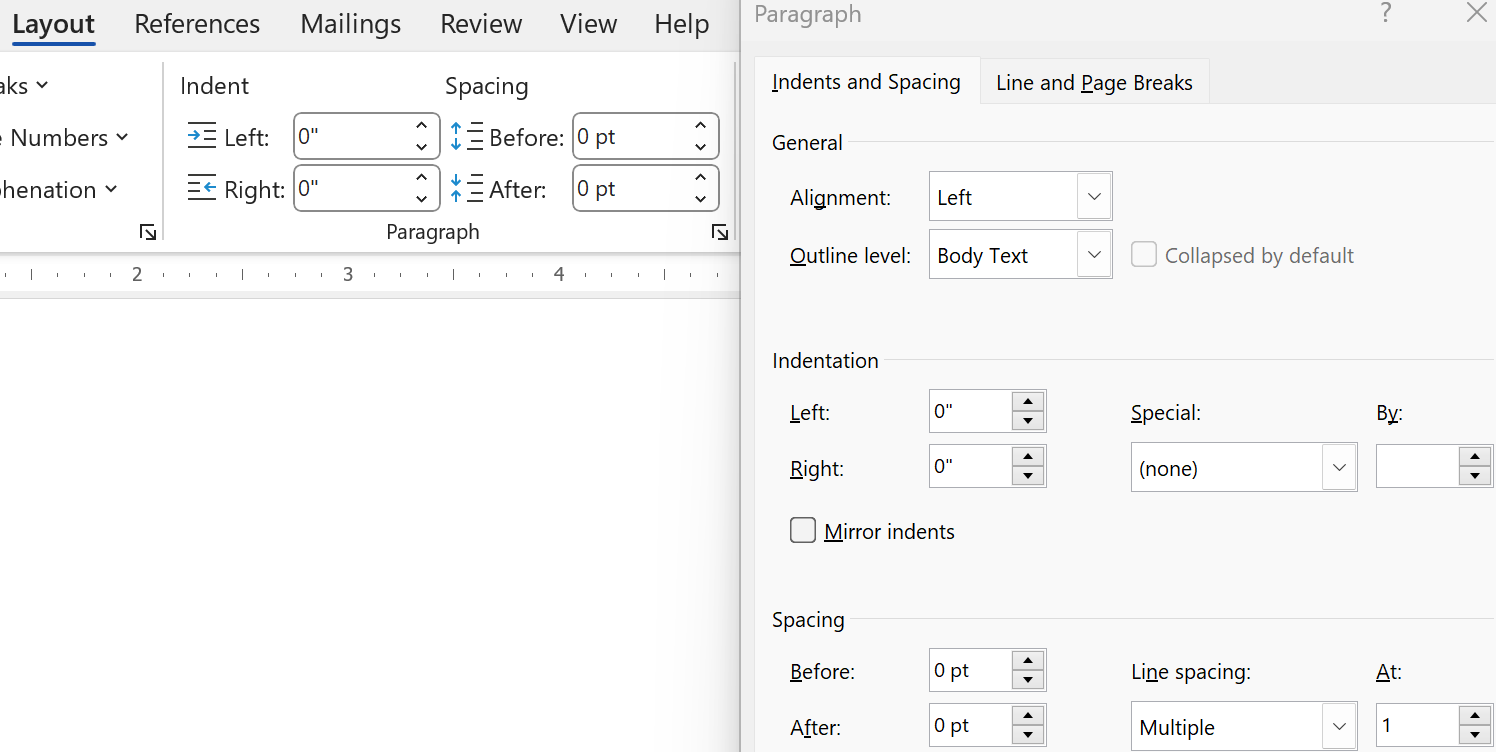 Layout References Mailings Review View Help
aks
Indent Spacing
Numbers Left: 0" Before: 0 pt
henation Right: 0" After: 0 pt
Paragraph
2 3 4
Paragraph ?
Indents and Spacing Line and Page Breaks
General
Alignment: Left
Outline level: Body Text Collapsed by default
Indentation
Left: 0" Special: By:
Right: 0" (none)
Mirror indents
Spacing
Before: 0 pt Line spacing: At:
After: 0 pt Multiple 1